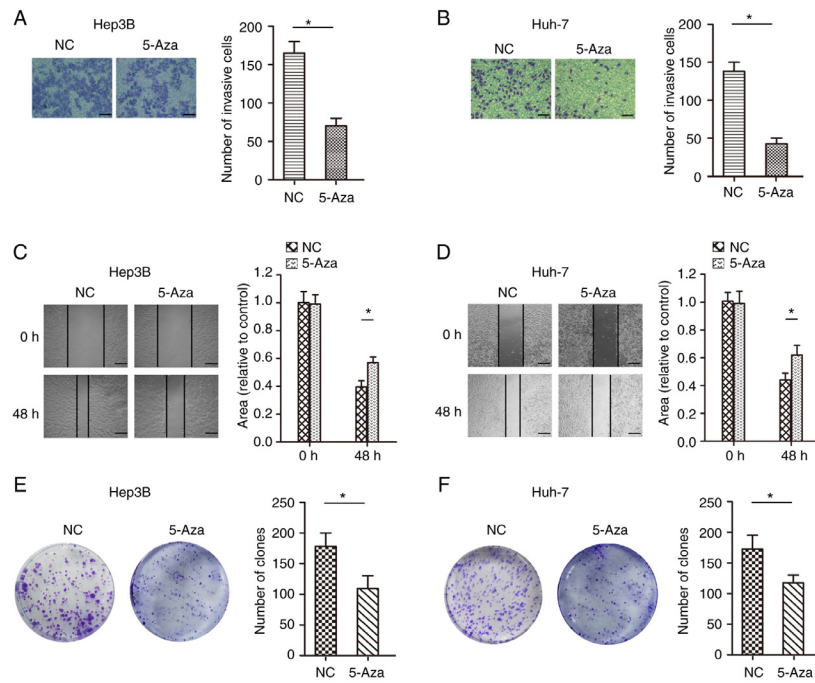 A
Hep3B
NC
5-Aza
*
Number of invasive cells
200
150
100
50
0
NC
5-Aza
B
Huh-7
NC
5-Aza
*
Number of invasive cells
200
150
100
50
0
NC
5-Aza
C
Hep3B
NC
5-Aza
0 h
48 h
NC
5-Aza
*
Area (relative to control)
1.2
1.0
0.8
0.6
0.4
0.2
0.0
0 h
48 h
D
Huh-7
NC
5-Aza
0 h
48 h
NC
5-Aza
*
Area (relative to control)
1.2
1.0
0.8
0.6
0.4
0.2
0.0
0 h
48 h
E
Hep3B
NC
5-Aza
*
Number of clones
250
200
150
100
50
0
NC
5-Aza
F
Huh-7
NC
5-Aza
*
Number of clones
250
200
150
100
50
0
NC
5-Aza